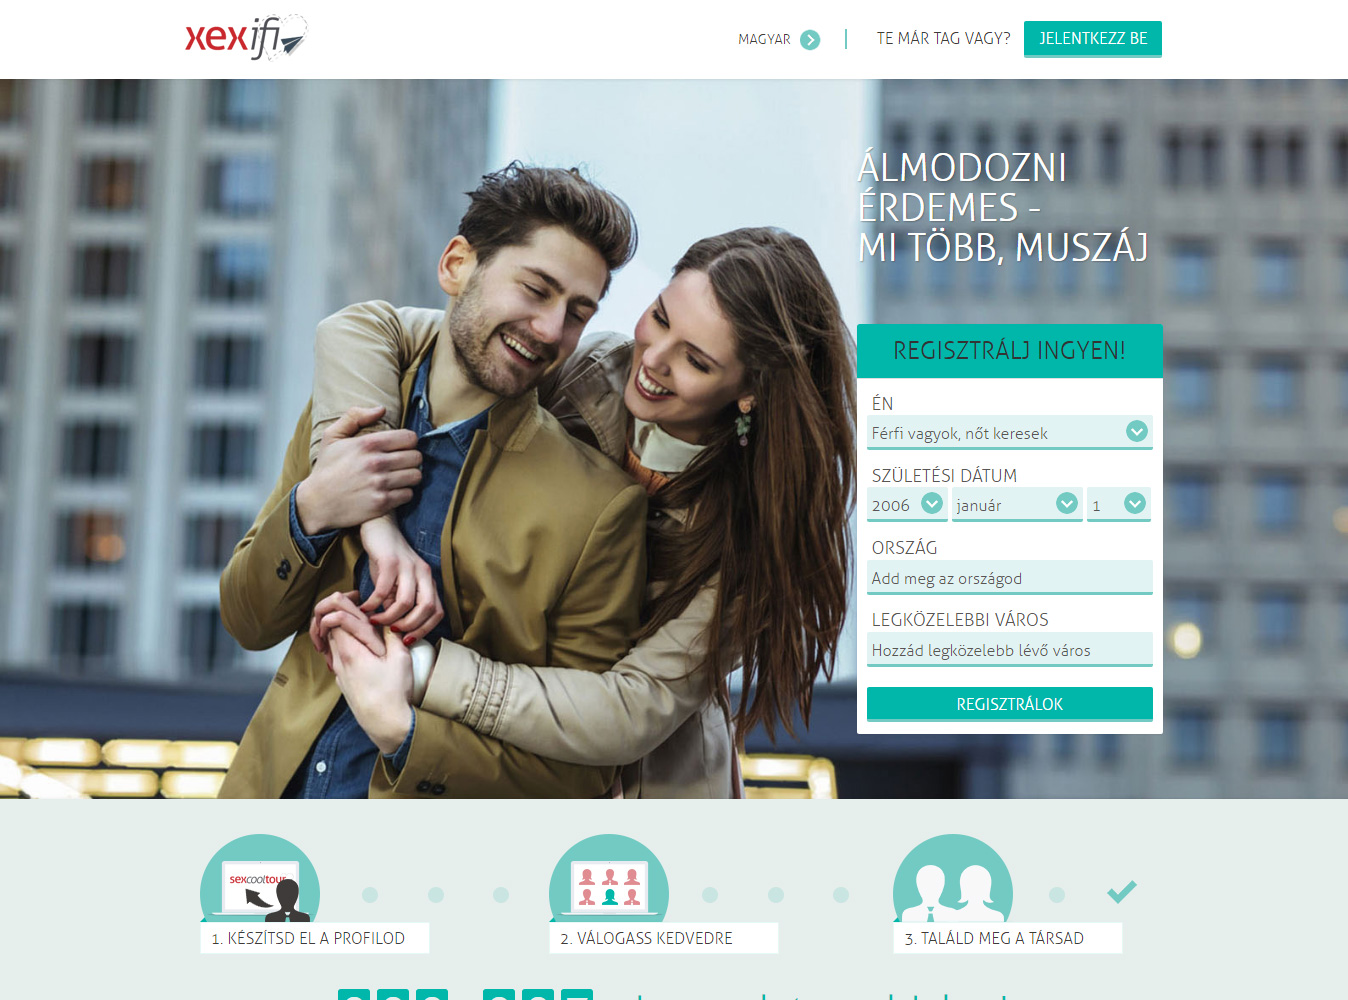 xexifi
MAGYAR
TE MÁR TAG VAGY?
JELENTKEZZ BE
ÁLMODOZNI
ÉRDEMES -
MI TÖBB, MUSZÁJ
REGISZTRÁLJ INGYEN!
ÉN
Férfi vagyok, nőt keresek
SZÜLETÉSI DÁTUM
2006 január 1
ORSZÁG
Add meg az országod
LEGKÖZELEBBI VÁROS
Hozzád legközelebb lévő város
REGISZTRÁLOK
sexcooltour
1. KÉSZÍTSD EL A PROFILOD
2. VÁLOGASS KEDVEDRE
3. TALÁLD MEG A TÁRSAD